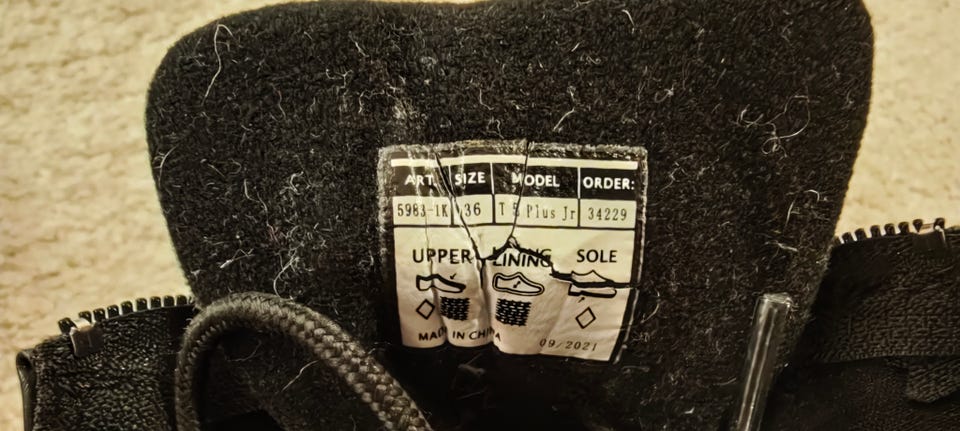 ART. SIZE MODEL ORDER:
5983-1K 36 Plus Jr 34229
UPPER LINING SOLE
MADE IN CHINA
09/2021